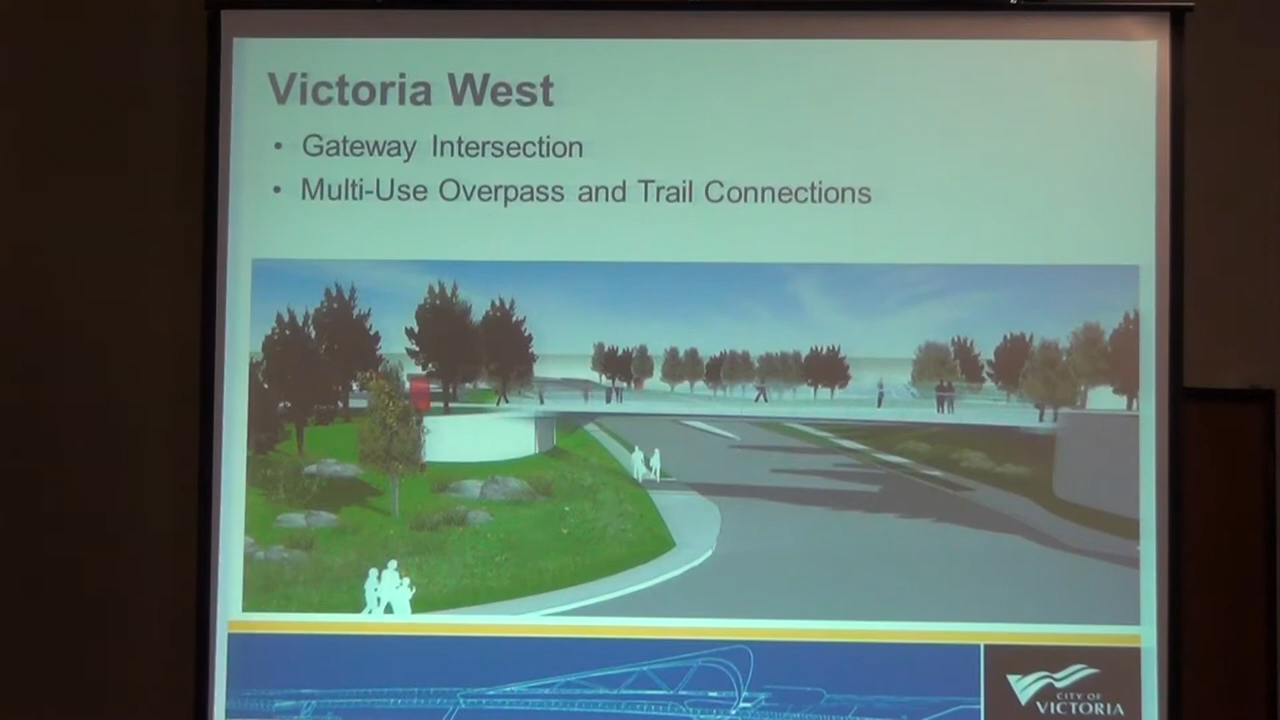 Victoria West
• Gateway Intersection
• Multi-Use Overpass and Trail Connections
CITY OF
VICTORIA